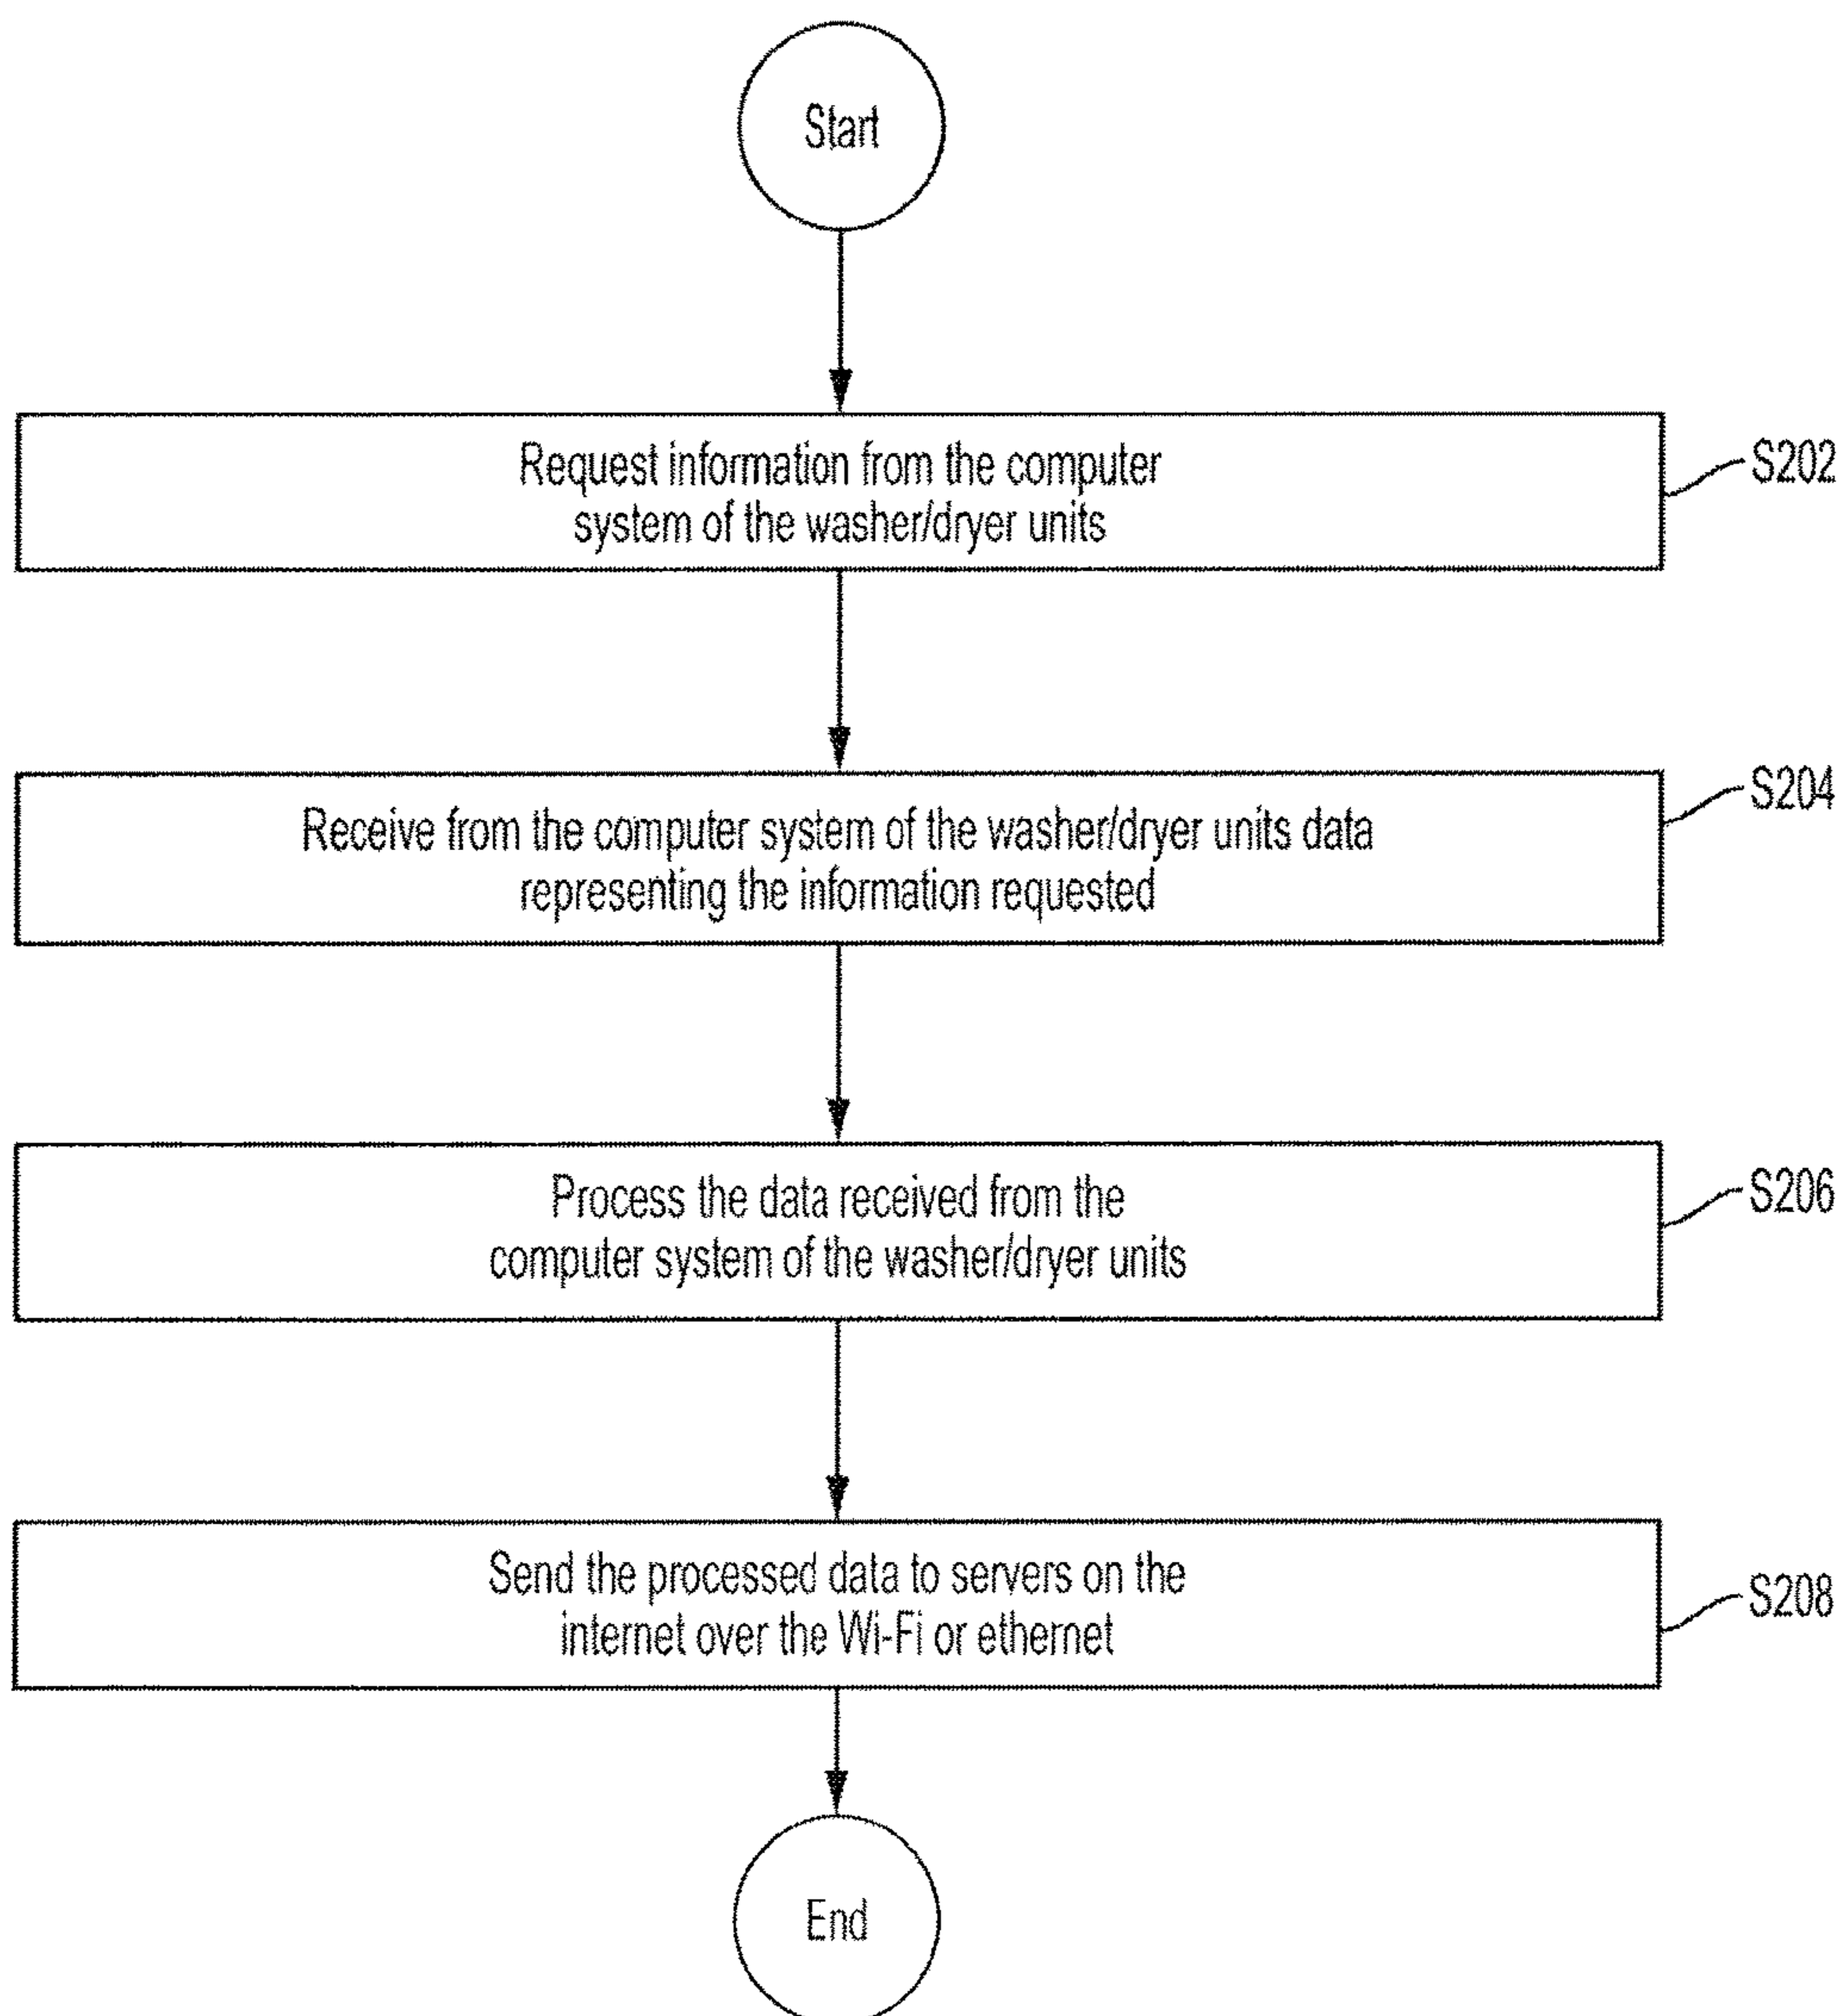 Start
Request information from the computer
system of the washer/dryer units
S202
Receive from the computer system of the washer/dryer units data
representing the information requested
S204
Process the data received from the
computer system of the washer/dryer units
S206
Send the processed data to servers on the
internet over the Wi-Fi or ethernet
S208
End